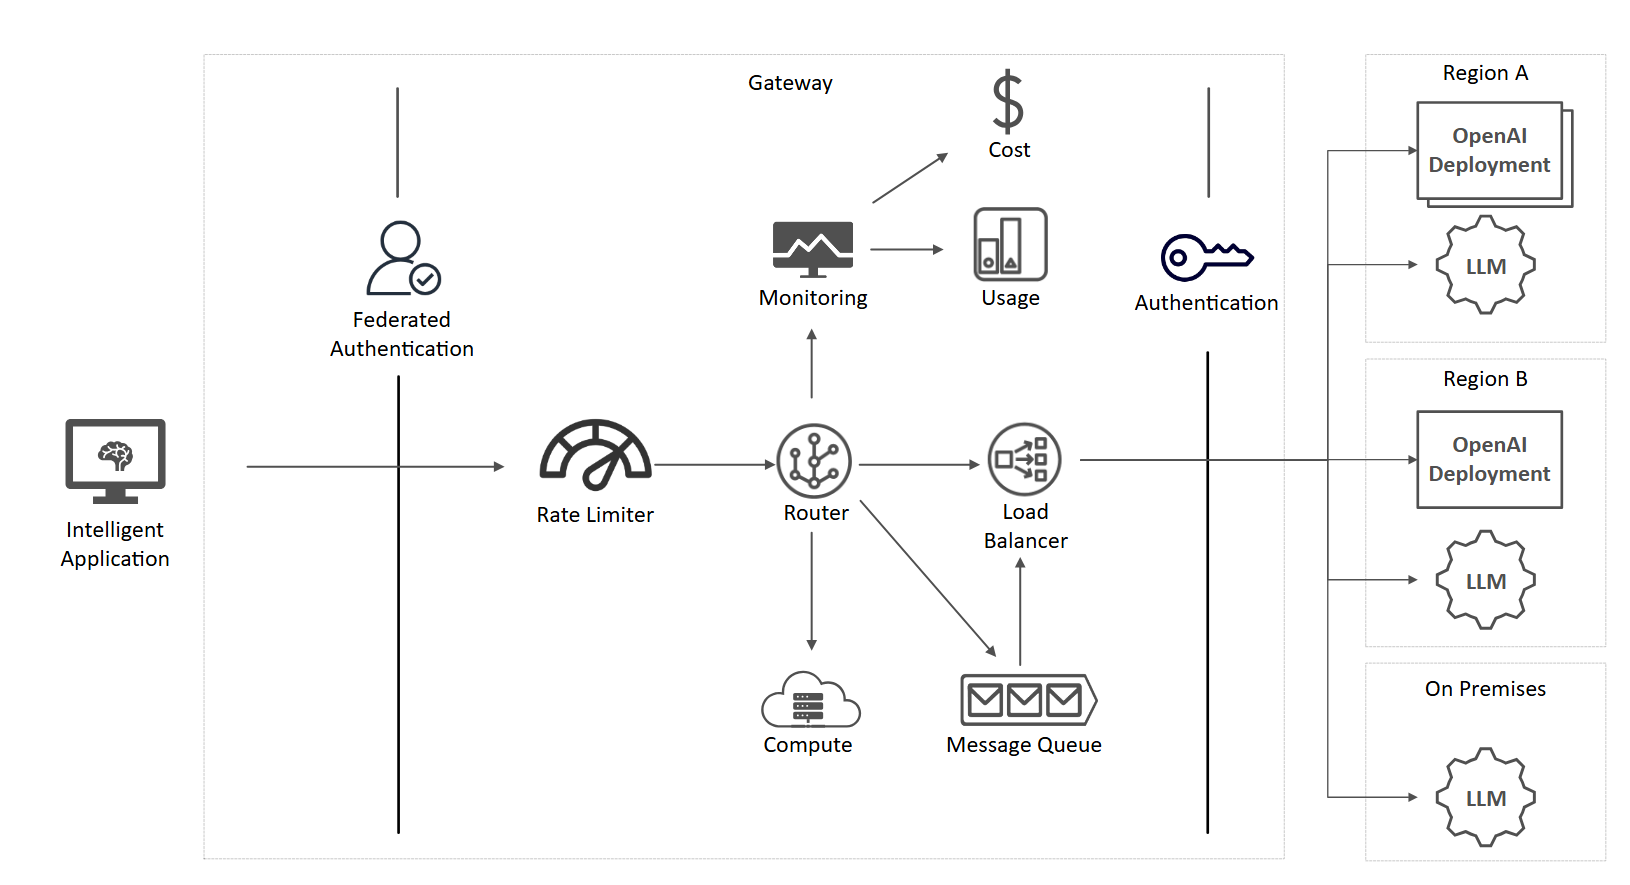 Gateway
Region A
OpenAI
Deployment
Cost
LLM
Federated
Authentication
Monitoring
Usage
Authentication
Region B
OpenAI
Deployment
Intelligent
Application
Rate Limiter
Router
Load
Balancer
LLM
Compute
Message Queue
On Premises
LLM